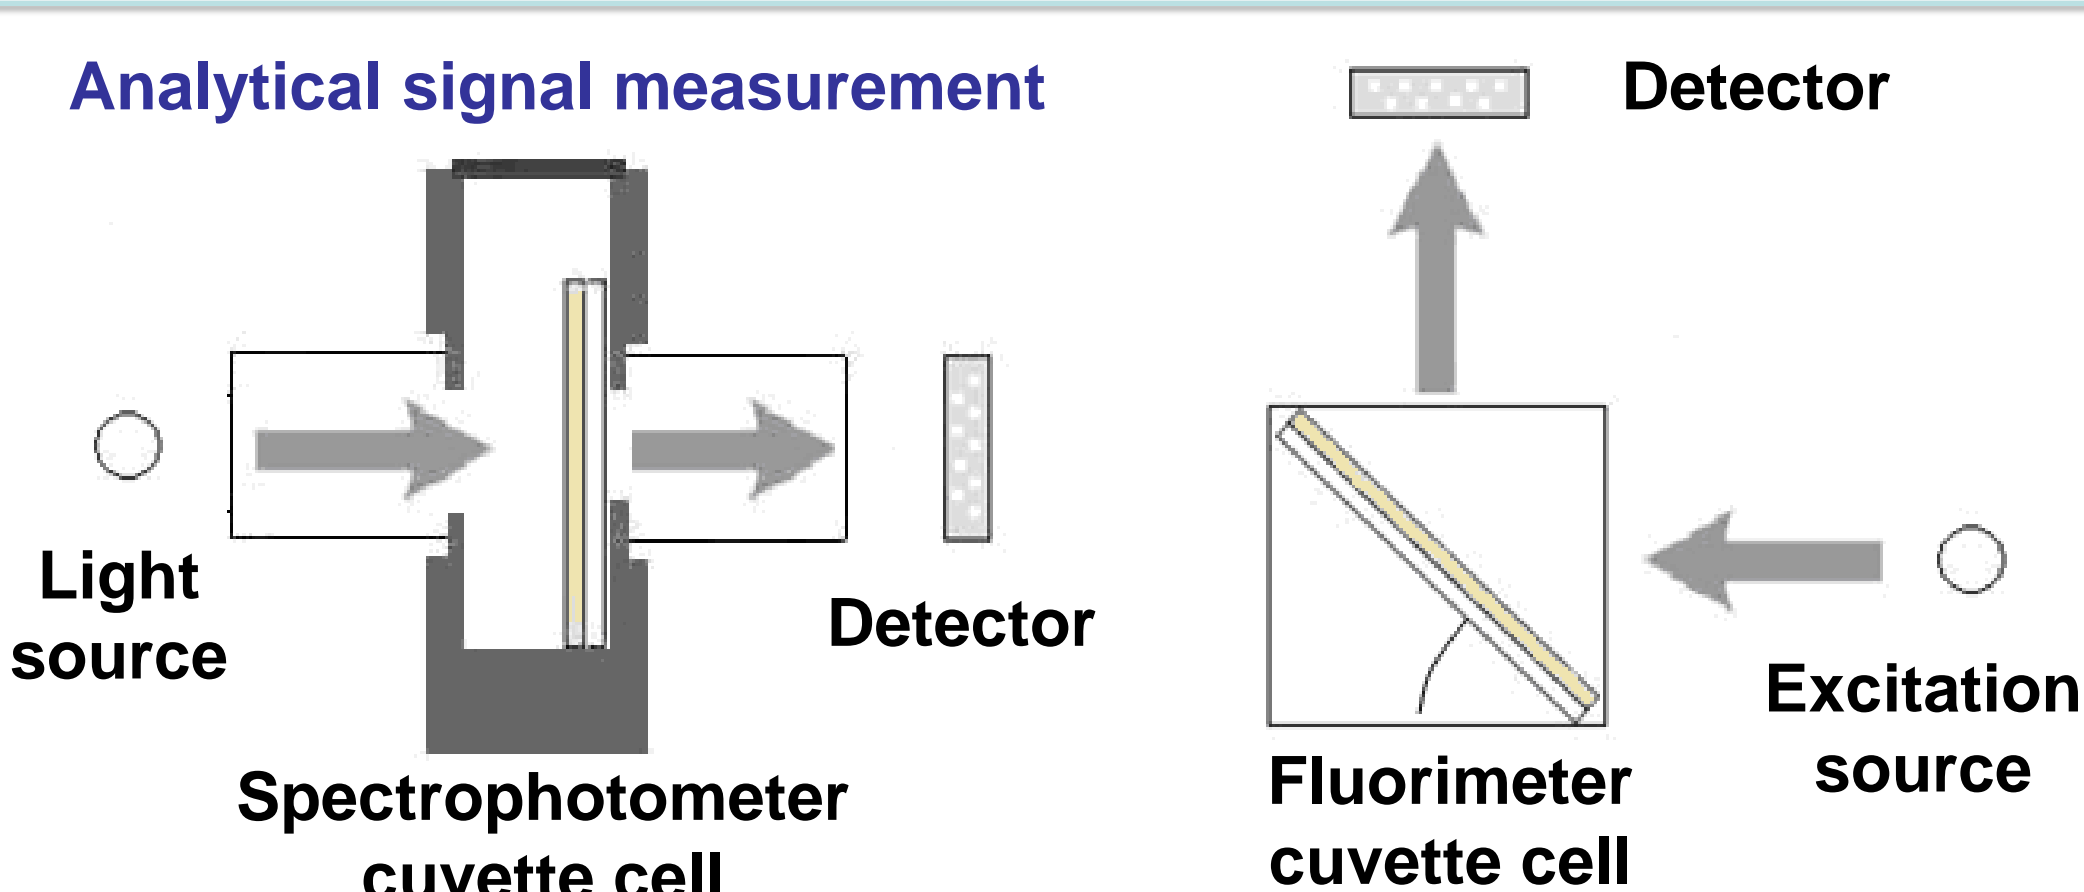 Analytical signal measurement
Detector
Light
source
Detector
Spectrophotometer
cuvette cell
Excitation
source
Fluorimeter
cuvette cell